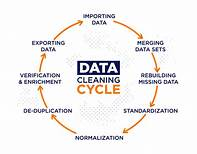 IMPORTING
DATA
MERGING
DATA SETS
REBUILDING
MISSING DATA
STANDARDIZATION
NORMALIZATION
DE-DUPLICATION
VERIFICATION
& ENRICHMENT
EXPORTING
DATA
DATA
CLEANING
CYCLE